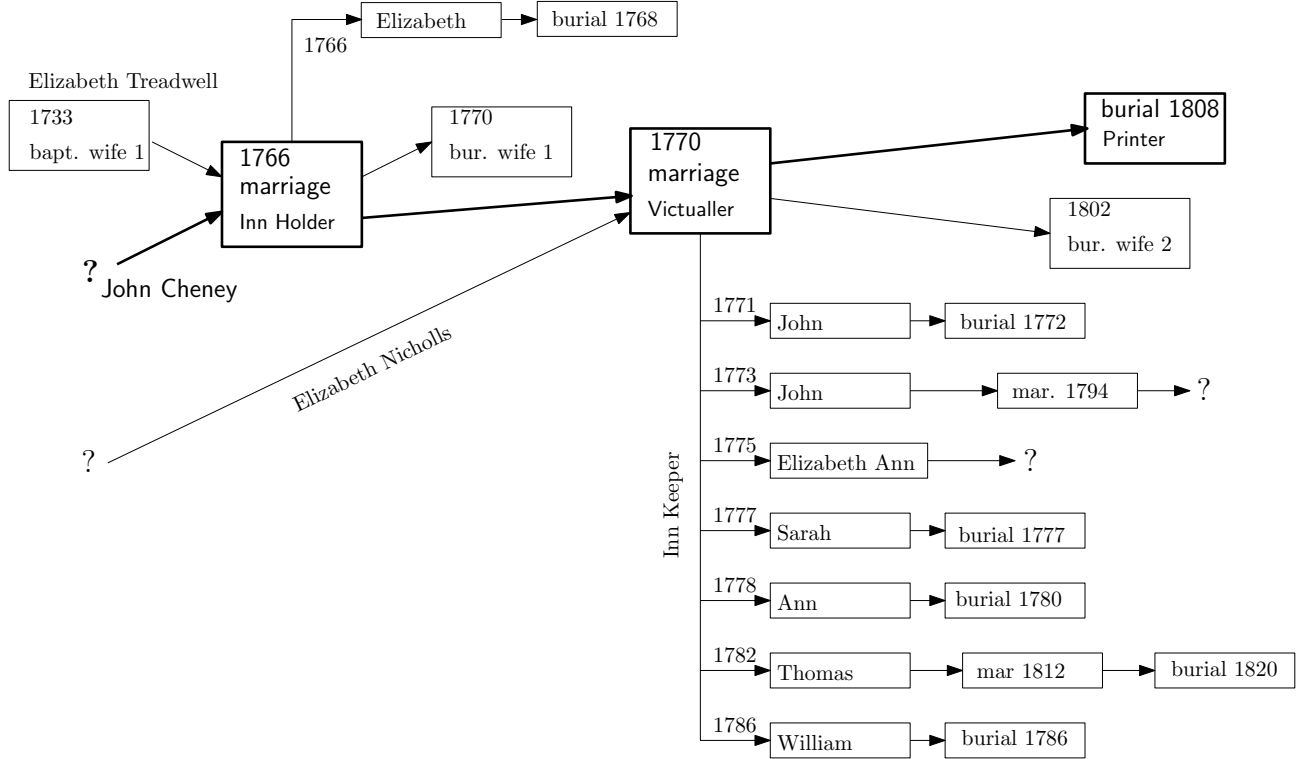 Elizabeth
burial 1768
1766
Elizabeth Treadwell
1733
bapt. wife 1
1766
marriage
Inn Holder
1770
bur. wife 1
1770
marriage
Victualler
burial 1808
Printer
1802
bur. wife 2
?
John Cheney
Elizabeth Nicholls
?
Inn Keeper
1771
John
burial 1772
1773
John
mar. 1794
?
1775
Elizabeth Ann
?
1777
Sarah
burial 1777
1778
Ann
burial 1780
1782
Thomas
mar 1812
burial 1820
1786
William
burial 1786